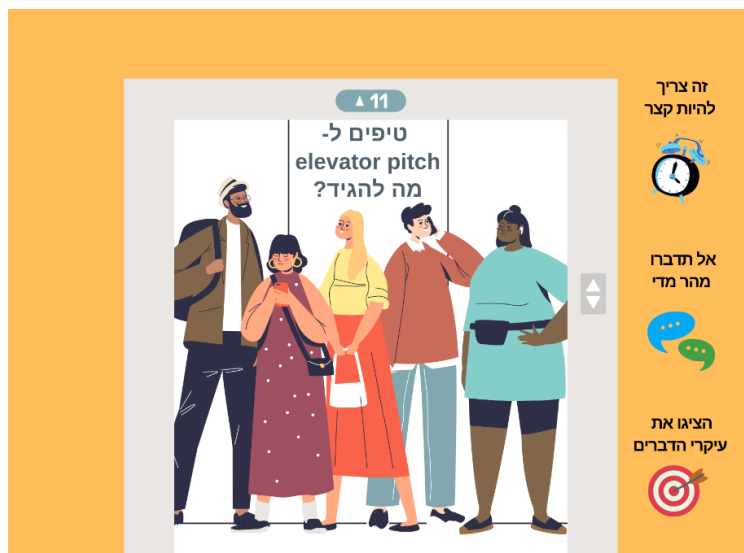 11
טיפים ל-
elevator pitch
מה להגיד?
זה צריך
להיות קצר
אל תדברו
מהר מדי
הציגו את
עיקרי הדברים